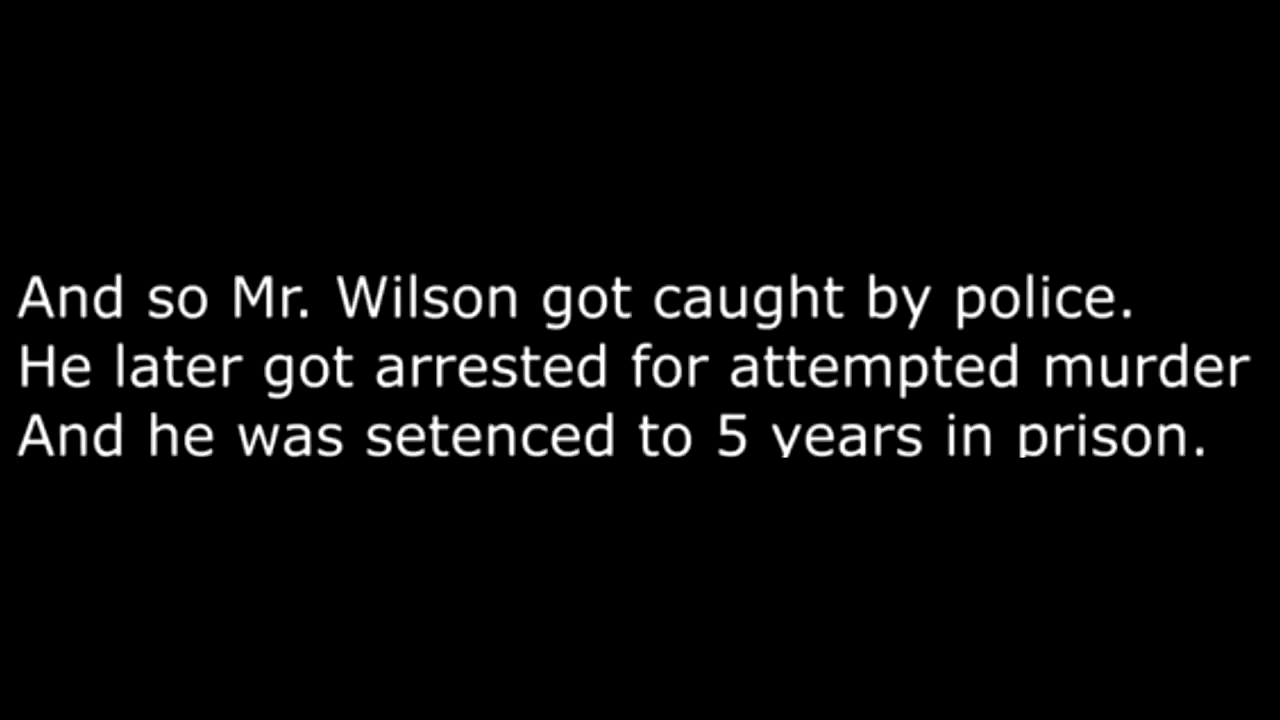 And so Mr. Wilson got caught by police.
He later got arrested for attempted murder
And he was setenced to 5 years in prison.